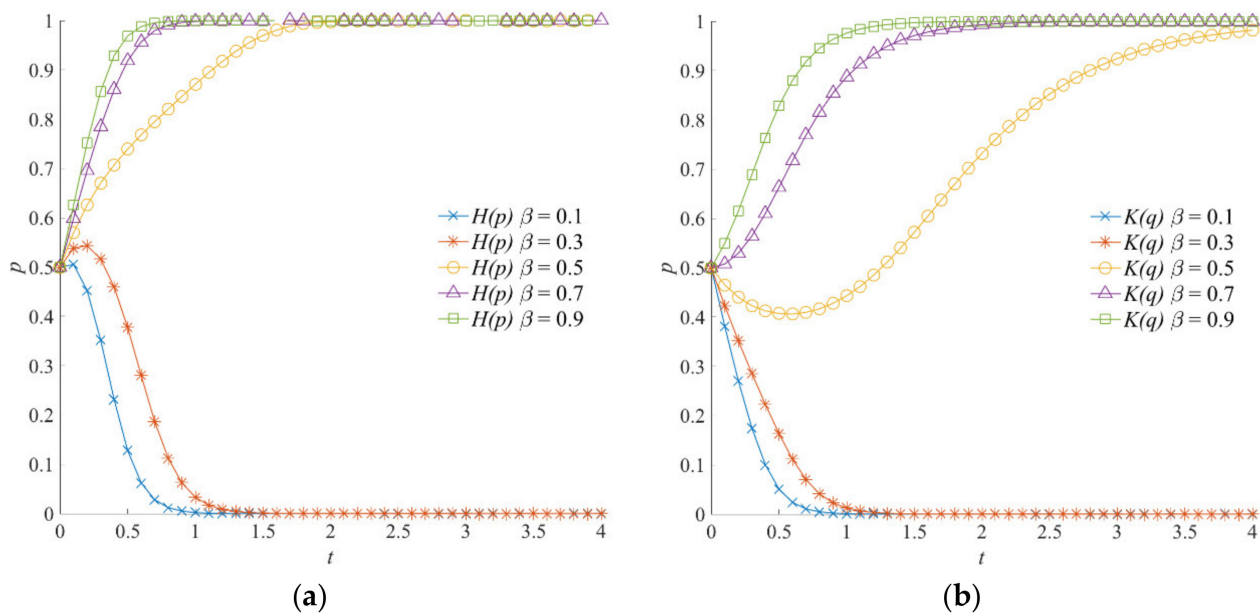 1
0.9
0.8
0.7
0.6
0.5
0.4
0.3
0.2
0.1
0
p
0 0.5 1 1.5 2 2.5 3 3.5 4
t
H(p) β = 0.1
H(p) β = 0.3
H(p) β = 0.5
H(p) β = 0.7
H(p) β = 0.9
(a)
1
0.9
0.8
0.7
0.6
0.5
0.4
0.3
0.2
0.1
0
p
0 0.5 1 1.5 2 2.5 3 3.5 4
t
K(q) β = 0.1
K(q) β = 0.3
K(q) β = 0.5
K(q) β = 0.7
K(q) β = 0.9
(b)